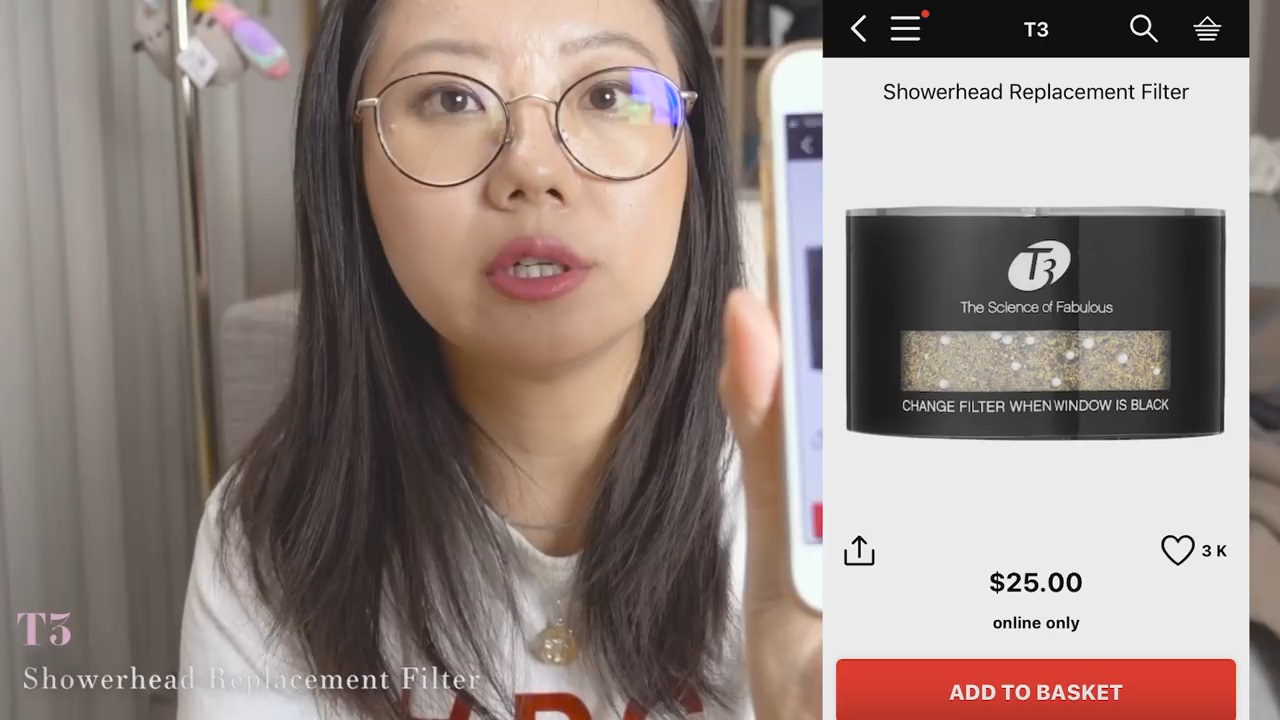 T3
Showerhead Replacement Filter
T3
The Science of Fabulous
CHANGE FILTER WHEN WINDOW IS BLACK
3 K
$25.00
online only
ADD TO BASKET
T3
Showerhead Replacement Filter